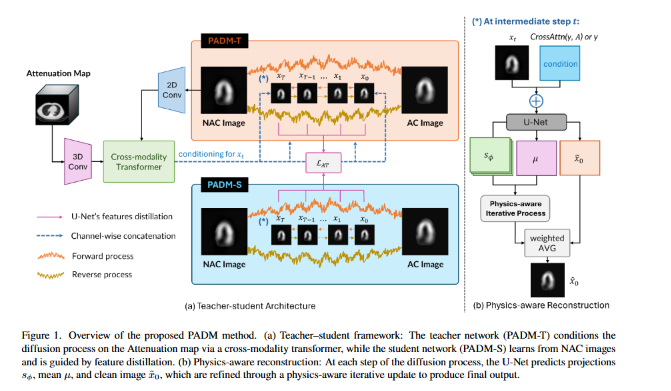 (*) At intermediate step t:
PADM-T
x_t CrossAttn(y, A) or y
Attenuation Map
2D
Conv
(*)
x_T x_{T−1} ... x_1 x_0
condition
NAC Image
AC Image
U-Net
3D
Conv
Cross-modality
Transformer
conditioning for x_t
ℒ_AT
s_ϕ
μ
x̃_0
PADM-S
Physics-aware
Iterative Process
U-Net's features distillation
Channel-wise concatenation
Forward process
Reverse process
(*)
x_T x_{T−1} ... x_1 x_0
weighted
AVG
NAC Image
AC Image
x̂_0
(a) Teacher-student Architecture
(b) Physics-aware Reconstruction
Figure 1. Overview of the proposed PADM method. (a) Teacher–student framework: The teacher network (PADM-T) conditions the
diffusion process on the Attenuation map via a cross-modality transformer, while the student network (PADM-S) learns from NAC images
and is guided by feature distillation. (b) Physics-aware reconstruction: At each step of the diffusion process, the U-Net predicts projections
s_ϕ, mean μ, and clean image x̃_0, which are refined through a physics-aware iterative update to produce final output.